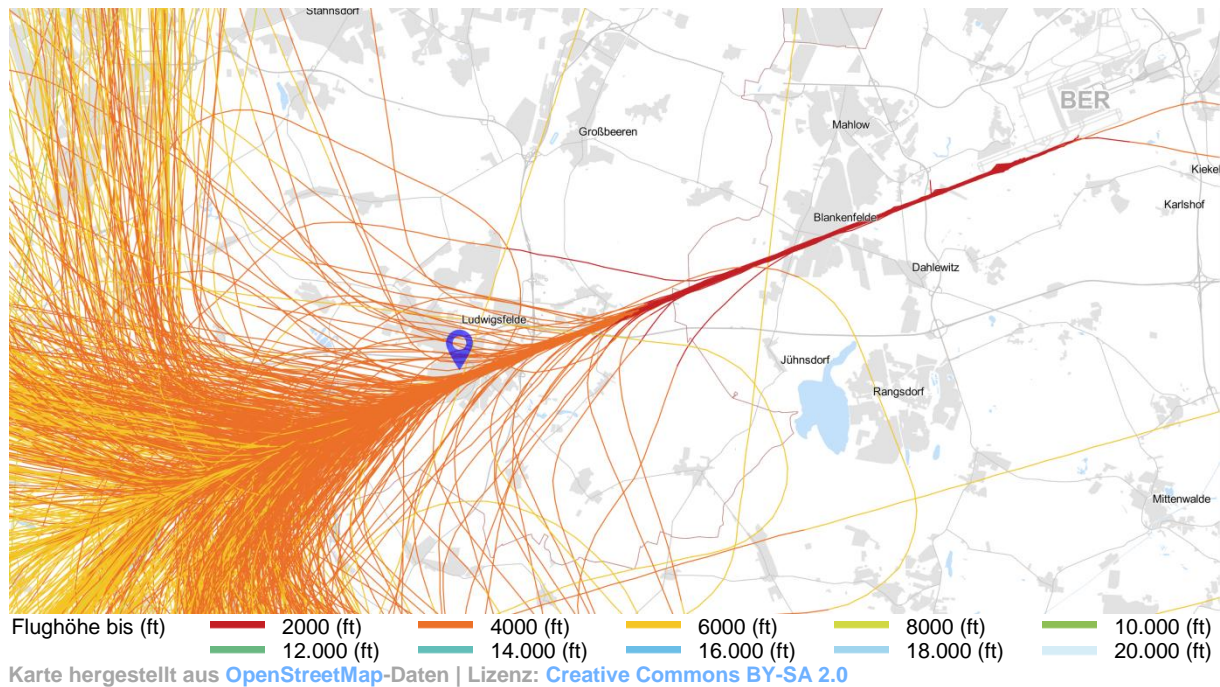 Stahnsdorf
BER
Großbeeren
Mahlow
Kiekel
Karlshof
Blankenfelde
Dahlewitz
Ludwigsfelde
Jühnsdorf
Rangsdorf
Mittenwalde
Flughöhe bis (ft) 2000 (ft) 4000 (ft) 6000 (ft) 8000 (ft) 10.000 (ft)
12.000 (ft) 14.000 (ft) 16.000 (ft) 18.000 (ft) 20.000 (ft)
Karte hergestellt aus OpenStreetMap-Daten | Lizenz: Creative Commons BY-SA 2.0